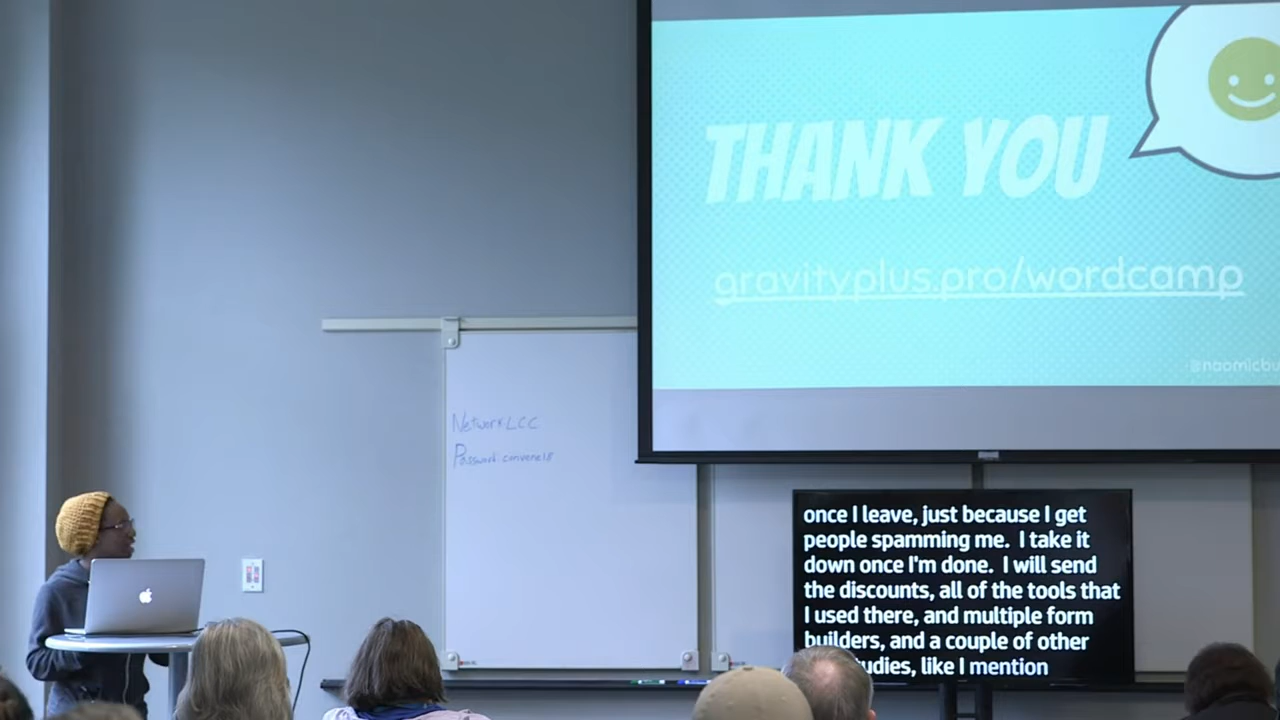 THANK YOU
gravityplus.pro/wordcamp
@naomicbu
Network: LCC
Password: convene18
once I leave, just because I get
people spamming me.  I take it
down once I'm done.  I will send
the discounts, all of the tools that
I used there, and multiple form
builders, and a couple of other
tudies, like I mention